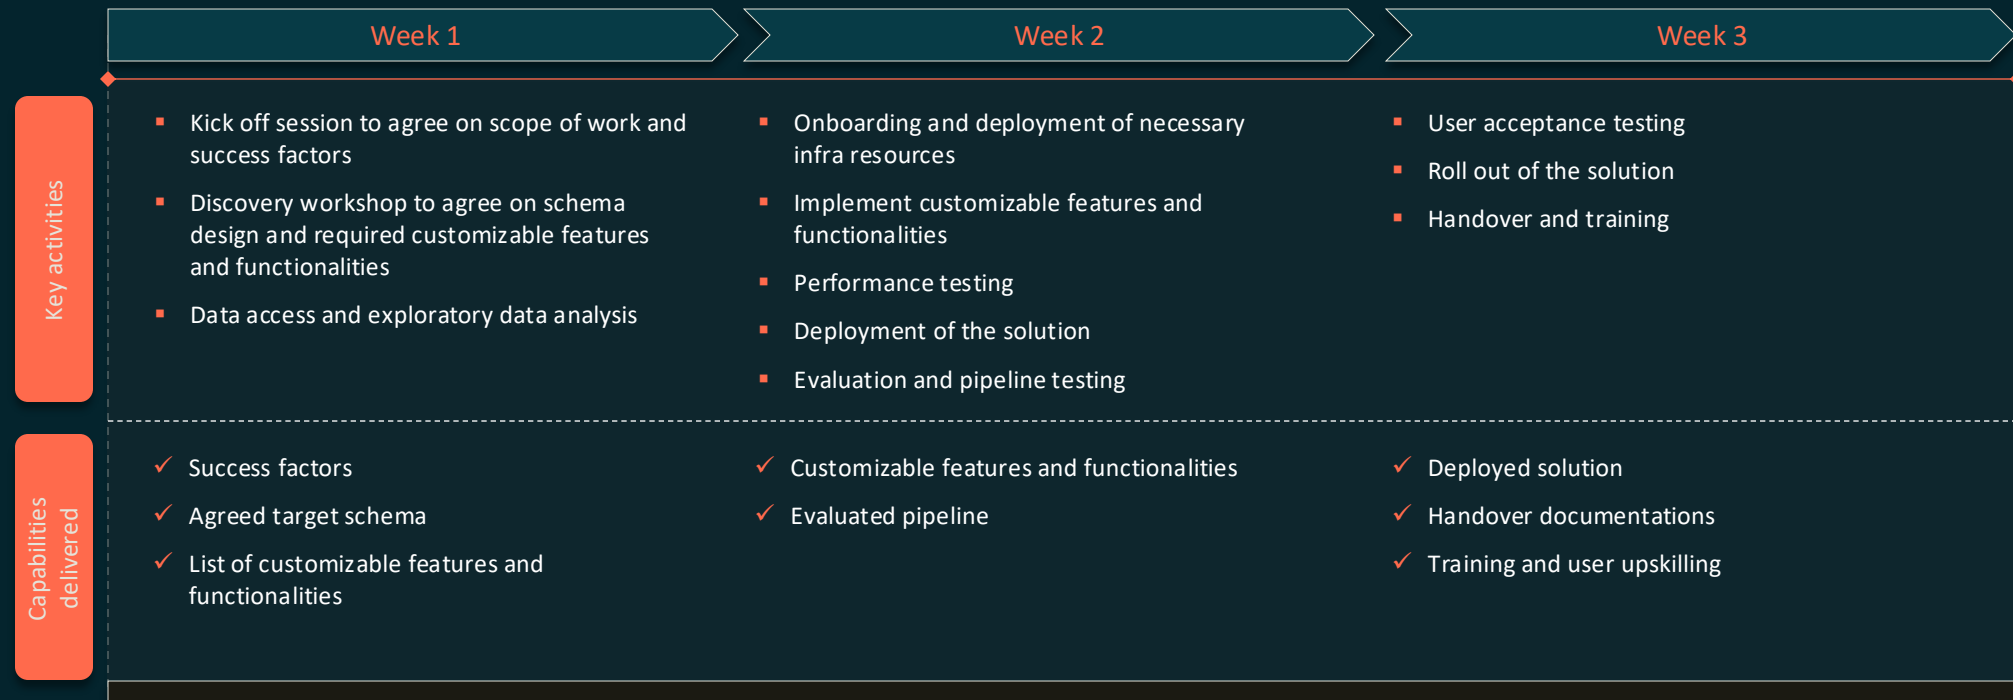 Week 1
Week 2
Week 3
Key activities
Kick off session to agree on scope of work and
success factors
Discovery workshop to agree on schema
design and required customizable features
and functionalities
Data access and exploratory data analysis
Onboarding and deployment of necessary
infra resources
Implement customizable features and
functionalities
Performance testing
Deployment of the solution
Evaluation and pipeline testing
User acceptance testing
Roll out of the solution
Handover and training
Capabilities
delivered
Success factors
Agreed target schema
List of customizable features and
functionalities
Customizable features and functionalities
Evaluated pipeline
Deployed solution
Handover documentations
Training and user upskilling